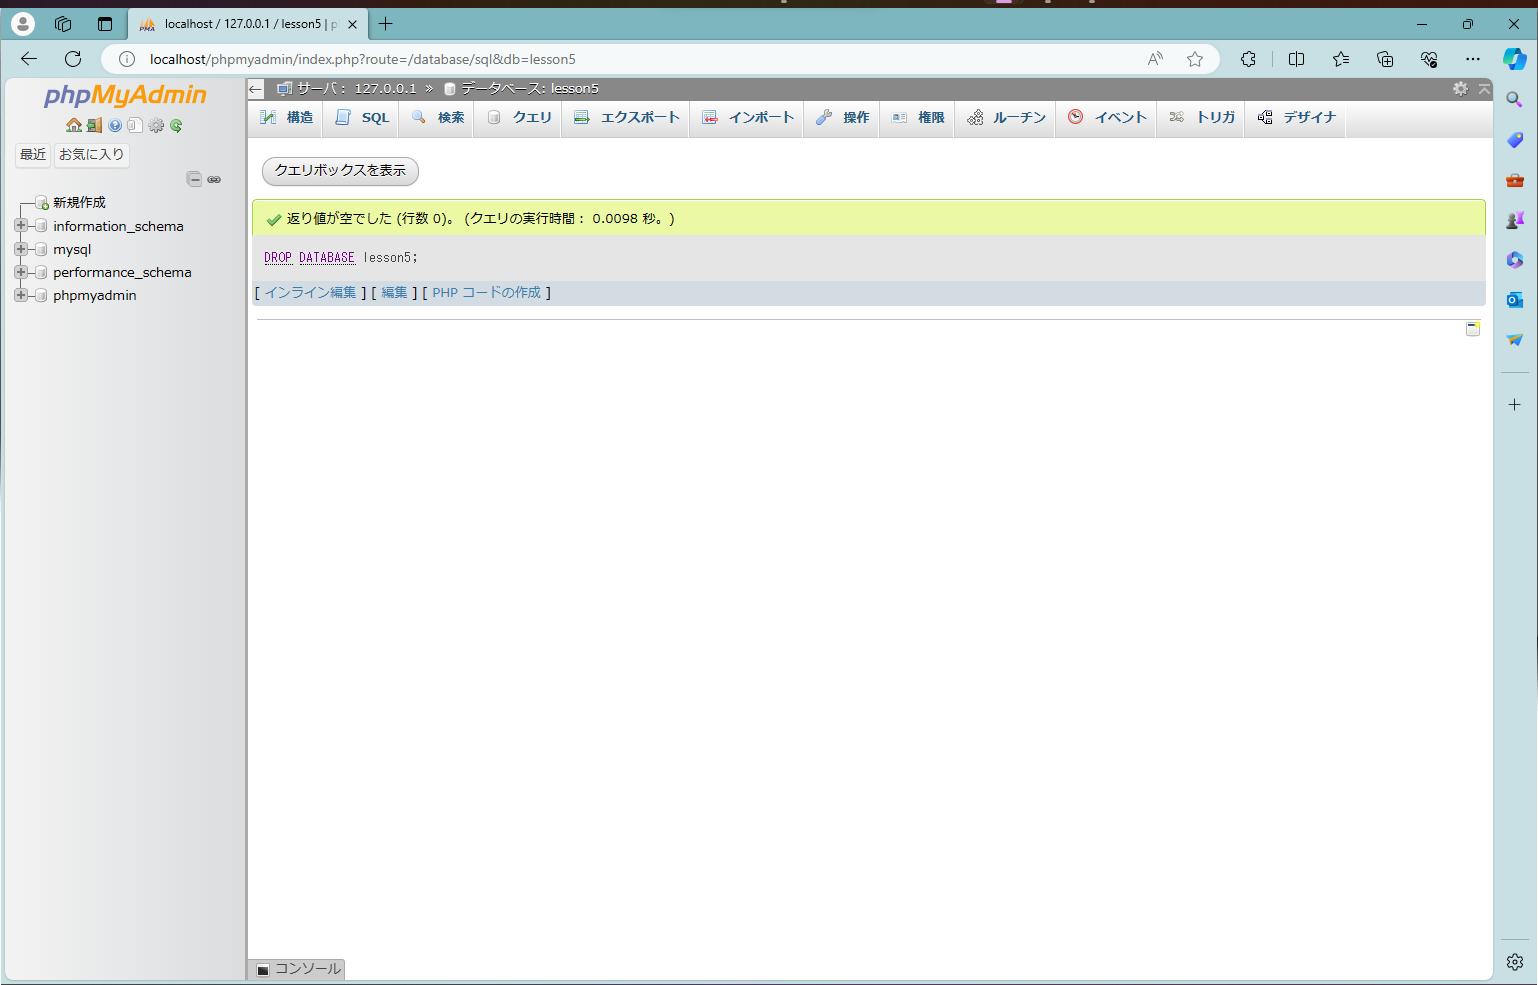 localhost / 127.0.0.1 / lesson5 | p
localhost/phpmyadmin/index.php?route=/database/sql&db=lesson5
phpMyAdmin
最近 お気に入り
新規作成
information_schema
mysql
performance_schema
phpmyadmin
サーバ: 127.0.0.1 » データベース: lesson5
構造 SQL 検索 クエリ エクスポート インポート 操作 権限 ルーチン イベント トリガ デザイナ
クエリボックスを表示
返り値が空でした (行数 0)。 (クエリの実行時間: 0.0098 秒。)
DROP DATABASE lesson5;
[ インライン編集 ] [ 編集 ] [ PHP コードの作成 ]
コンソール